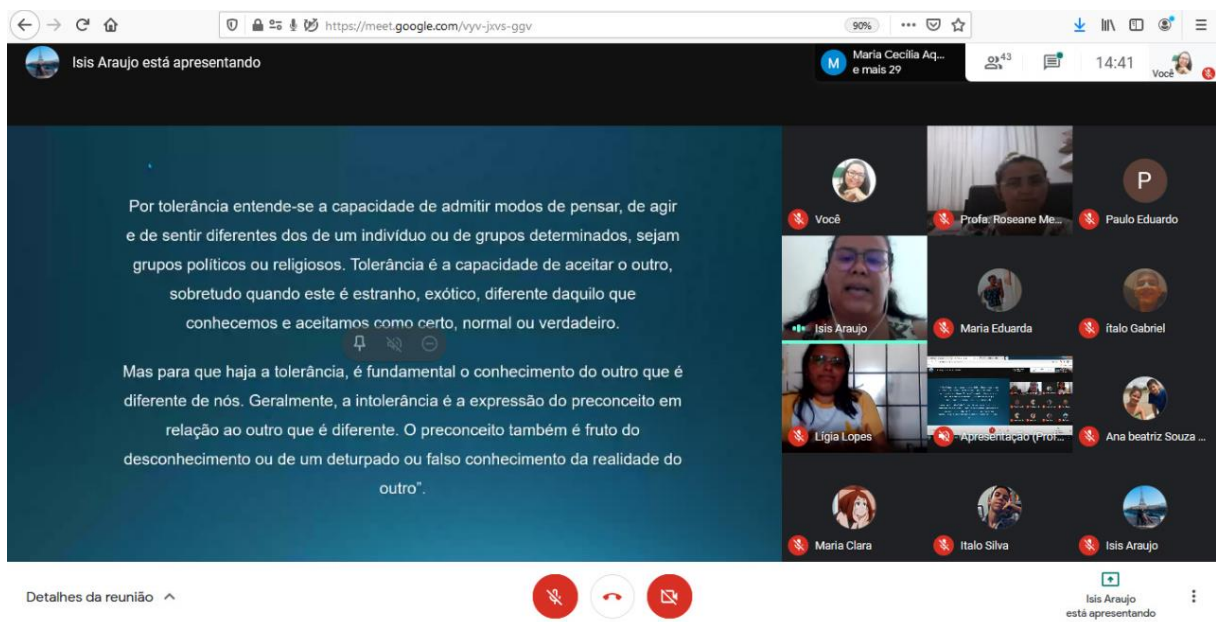 https://meet.google.com/vyv-jxvs-ggv
90%
Isis Araujo está apresentando
M
Maria Cecília Aq...
e mais 29
43
14:41
Você
Por tolerância entende-se a capacidade de admitir modos de pensar, de agir
e de sentir diferentes dos de um indivíduo ou de grupos determinados, sejam
grupos políticos ou religiosos. Tolerância é a capacidade de aceitar o outro,
sobretudo quando este é estranho, exótico, diferente daquilo que
conhecemos e aceitamos como certo, normal ou verdadeiro.
Mas para que haja a tolerância, é fundamental o conhecimento do outro que é
diferente de nós. Geralmente, a intolerância é a expressão do preconceito em
relação ao outro que é diferente. O preconceito também é fruto do
desconhecimento ou de um deturpado ou falso conhecimento da realidade do
outro”.
Você
Profa. Roseane Me...
P
Paulo Eduardo
Isis Araujo
Maria Eduarda
ítalo Gabriel
Lígia Lopes
Apresentação (Prof...
Ana beatriz Souza ...
Maria Clara
Italo Silva
Isis Araujo
Detalhes da reunião
Isis Araujo
está apresentando